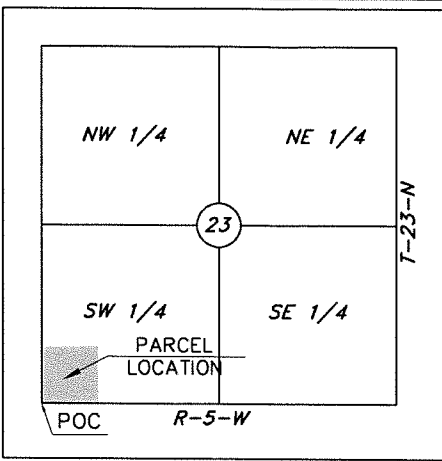 NW 1/4
NE 1/4
23
T-23-N
SW 1/4
SE 1/4
PARCEL
LOCATION
POC
R-5-W